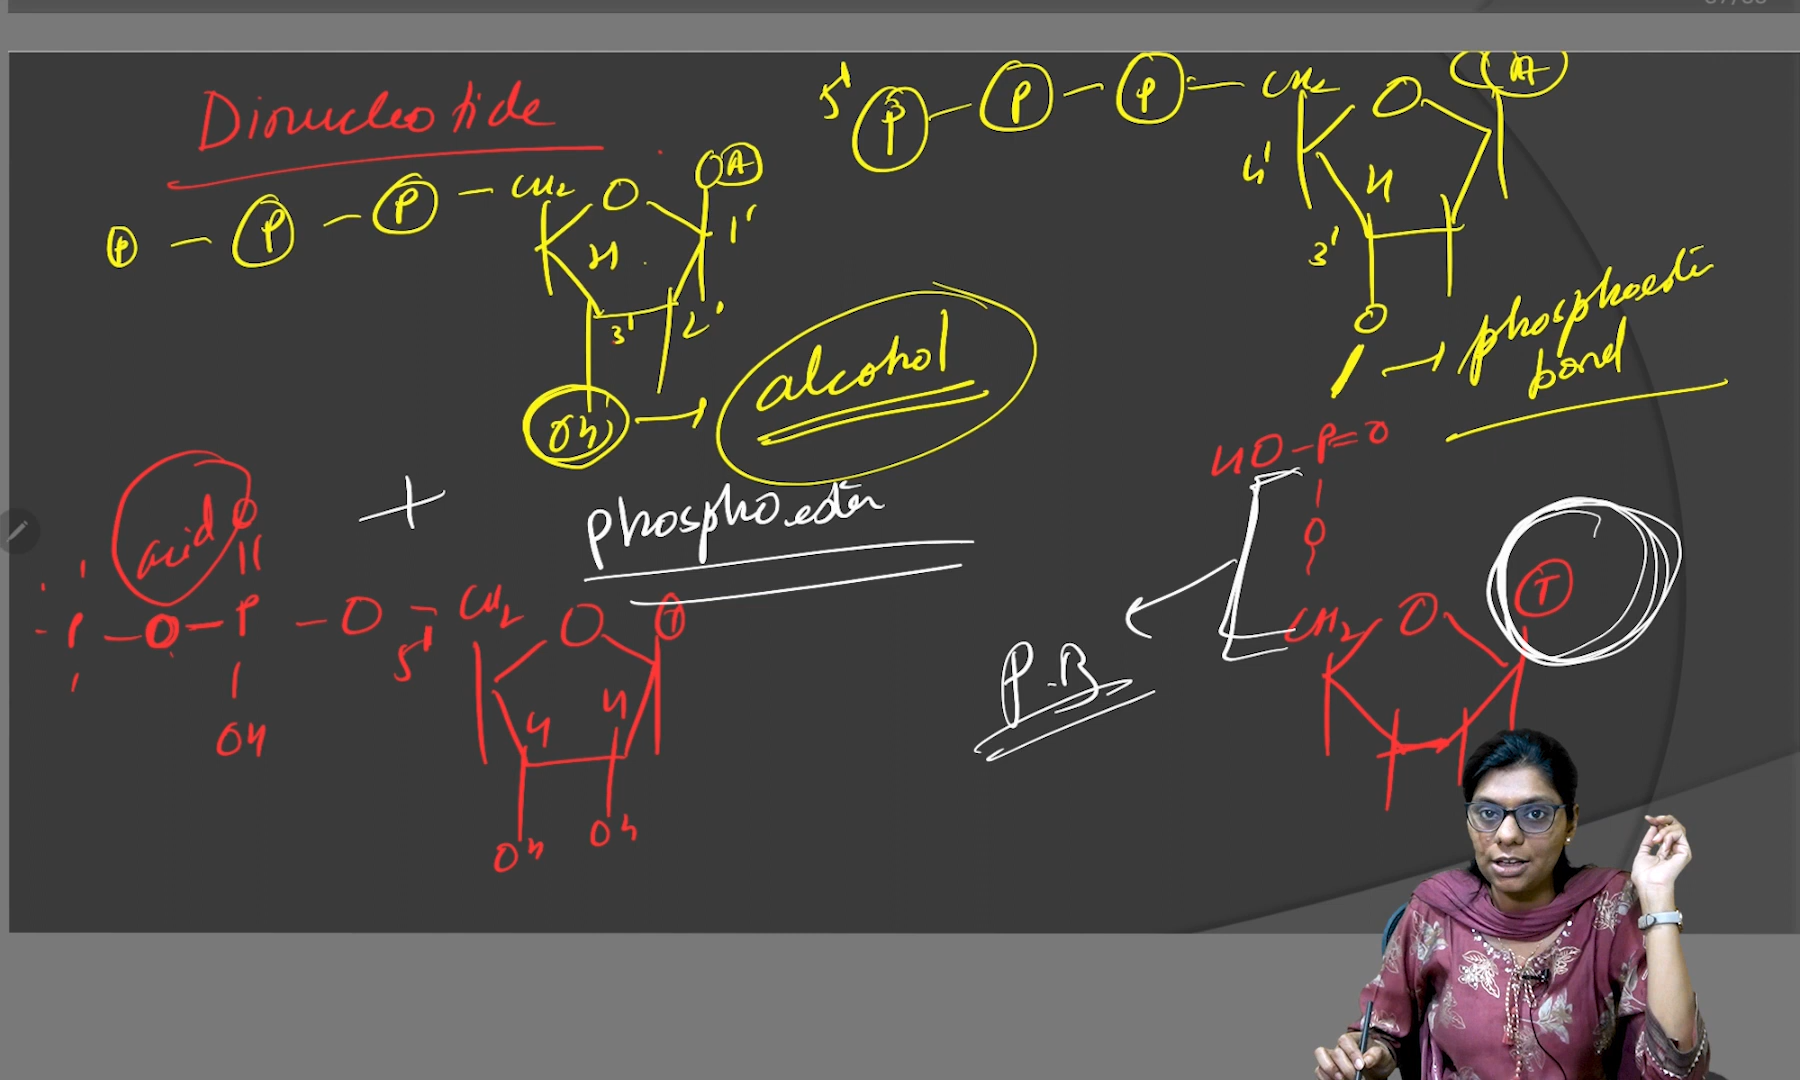 Dinucleotide
P - P - P - CH2 O A
H
1'
3' 2'
OH → alcohol
5' P - P - P - CH2 O A
4' H
3'
O
→ phosphoester
bond
HO-P=O
O
CH2 O T
P.B
+
phosphoester
acid
O
- P - O - P - O - CH2 O T
5'
OH
H H
OH OH